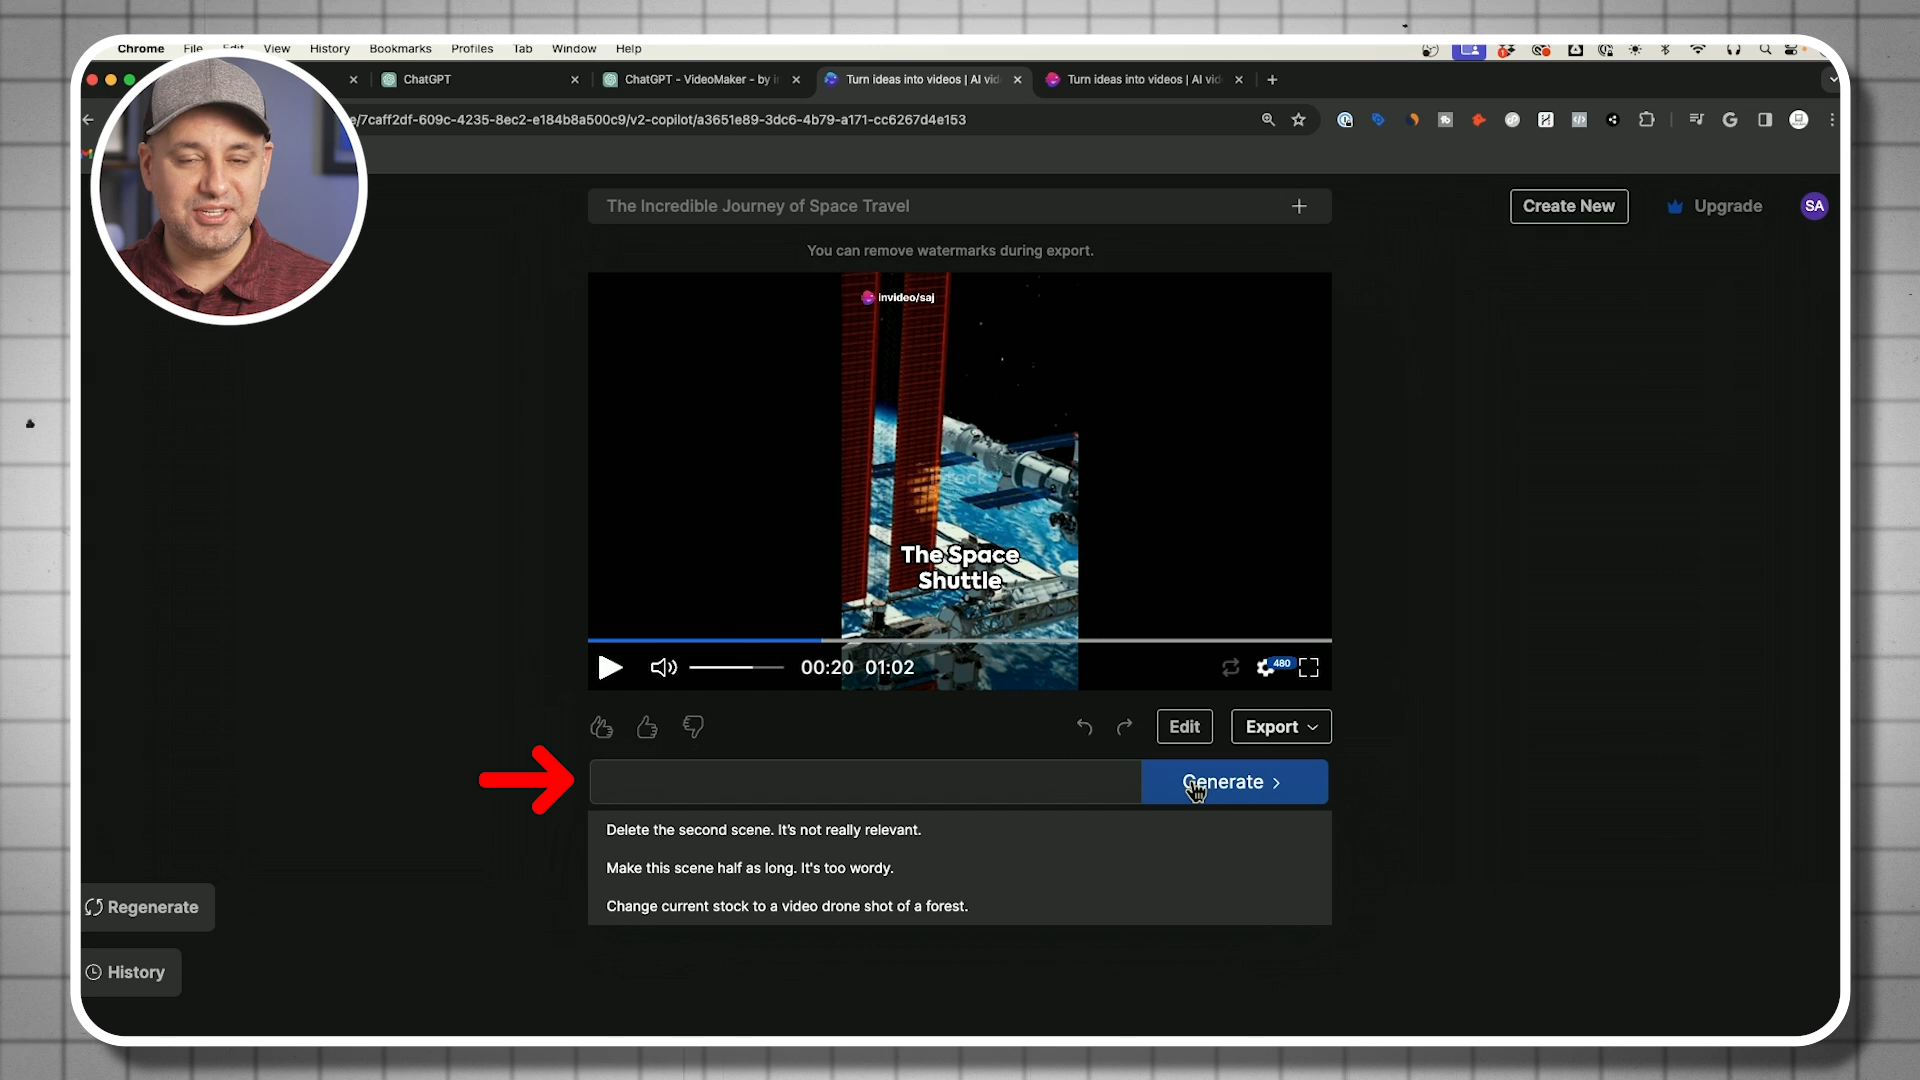 Chrome File Edit View History Bookmarks Profiles Tab Window Help
ChatGPT
ChatGPT - VideoMaker - by i
Turn ideas into videos | AI vid
Turn ideas into videos | AI vid
e/7caff2df-609c-4235-8ec2-e184b8a500c9/v2-copilot/a3651e89-3dc6-4b79-a171-cc6267d4e153
The Incredible Journey of Space Travel
Create New
Upgrade
SA
You can remove watermarks during export.
invideo/saj
The Space
Shuttle
00:20 01:02
480
Edit
Export
Generate >
Delete the second scene. It's not really relevant.
Make this scene half as long. It's too wordy.
Change current stock to a video drone shot of a forest.
Regenerate
History